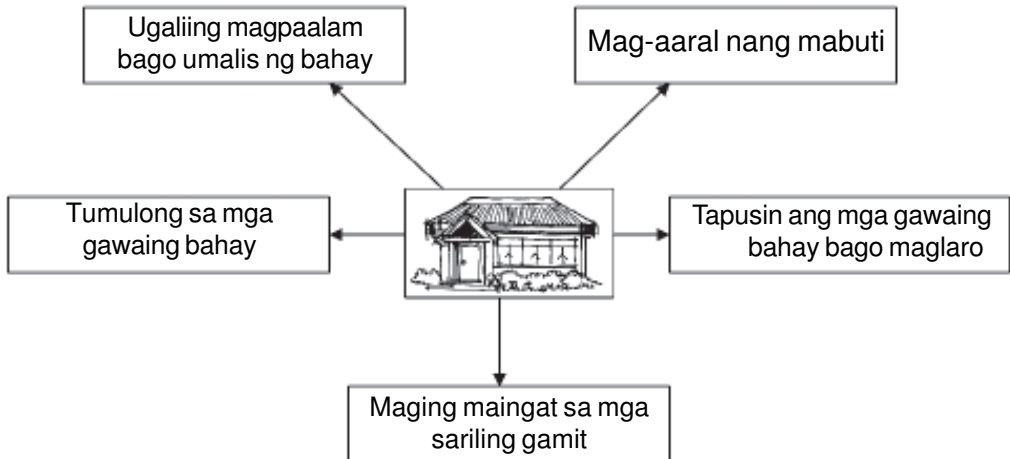 Ugaliing magpaalam
bago umalis ng bahay
Mag-aaral nang mabuti
Tumulong sa mga
gawaing bahay
Tapusin ang mga gawaing
bahay bago maglaro
Maging maingat sa mga
sariling gamit